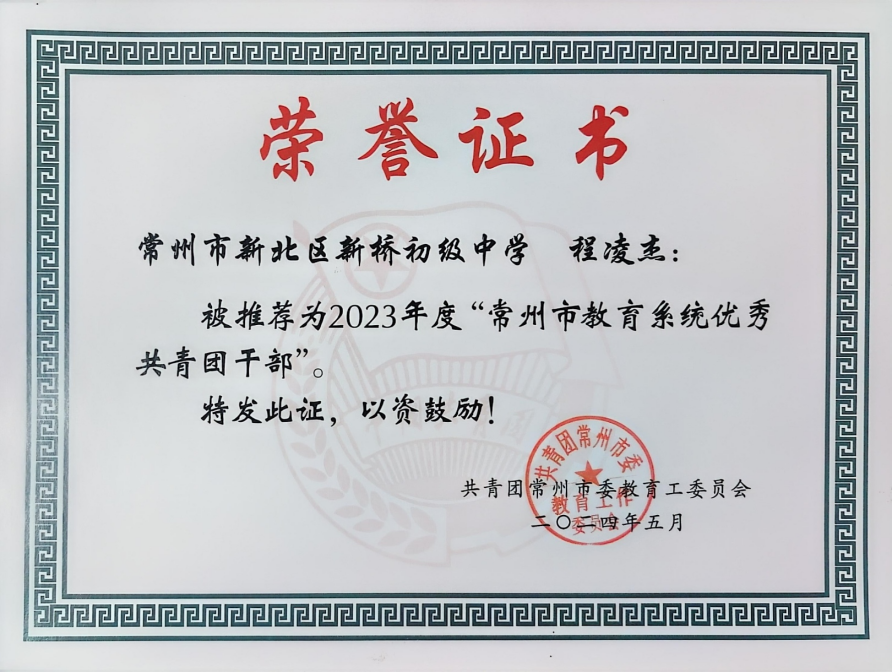 荣誉证书
常州市新北区新桥初级中学　程凌杰：
被推荐为2023年度“常州市教育系统优秀
共青团干部”。
特发此证，以资鼓励！
共青团常州市委教育工委员会
二〇二四年五月
共青团常州市委
教育工作
委员会